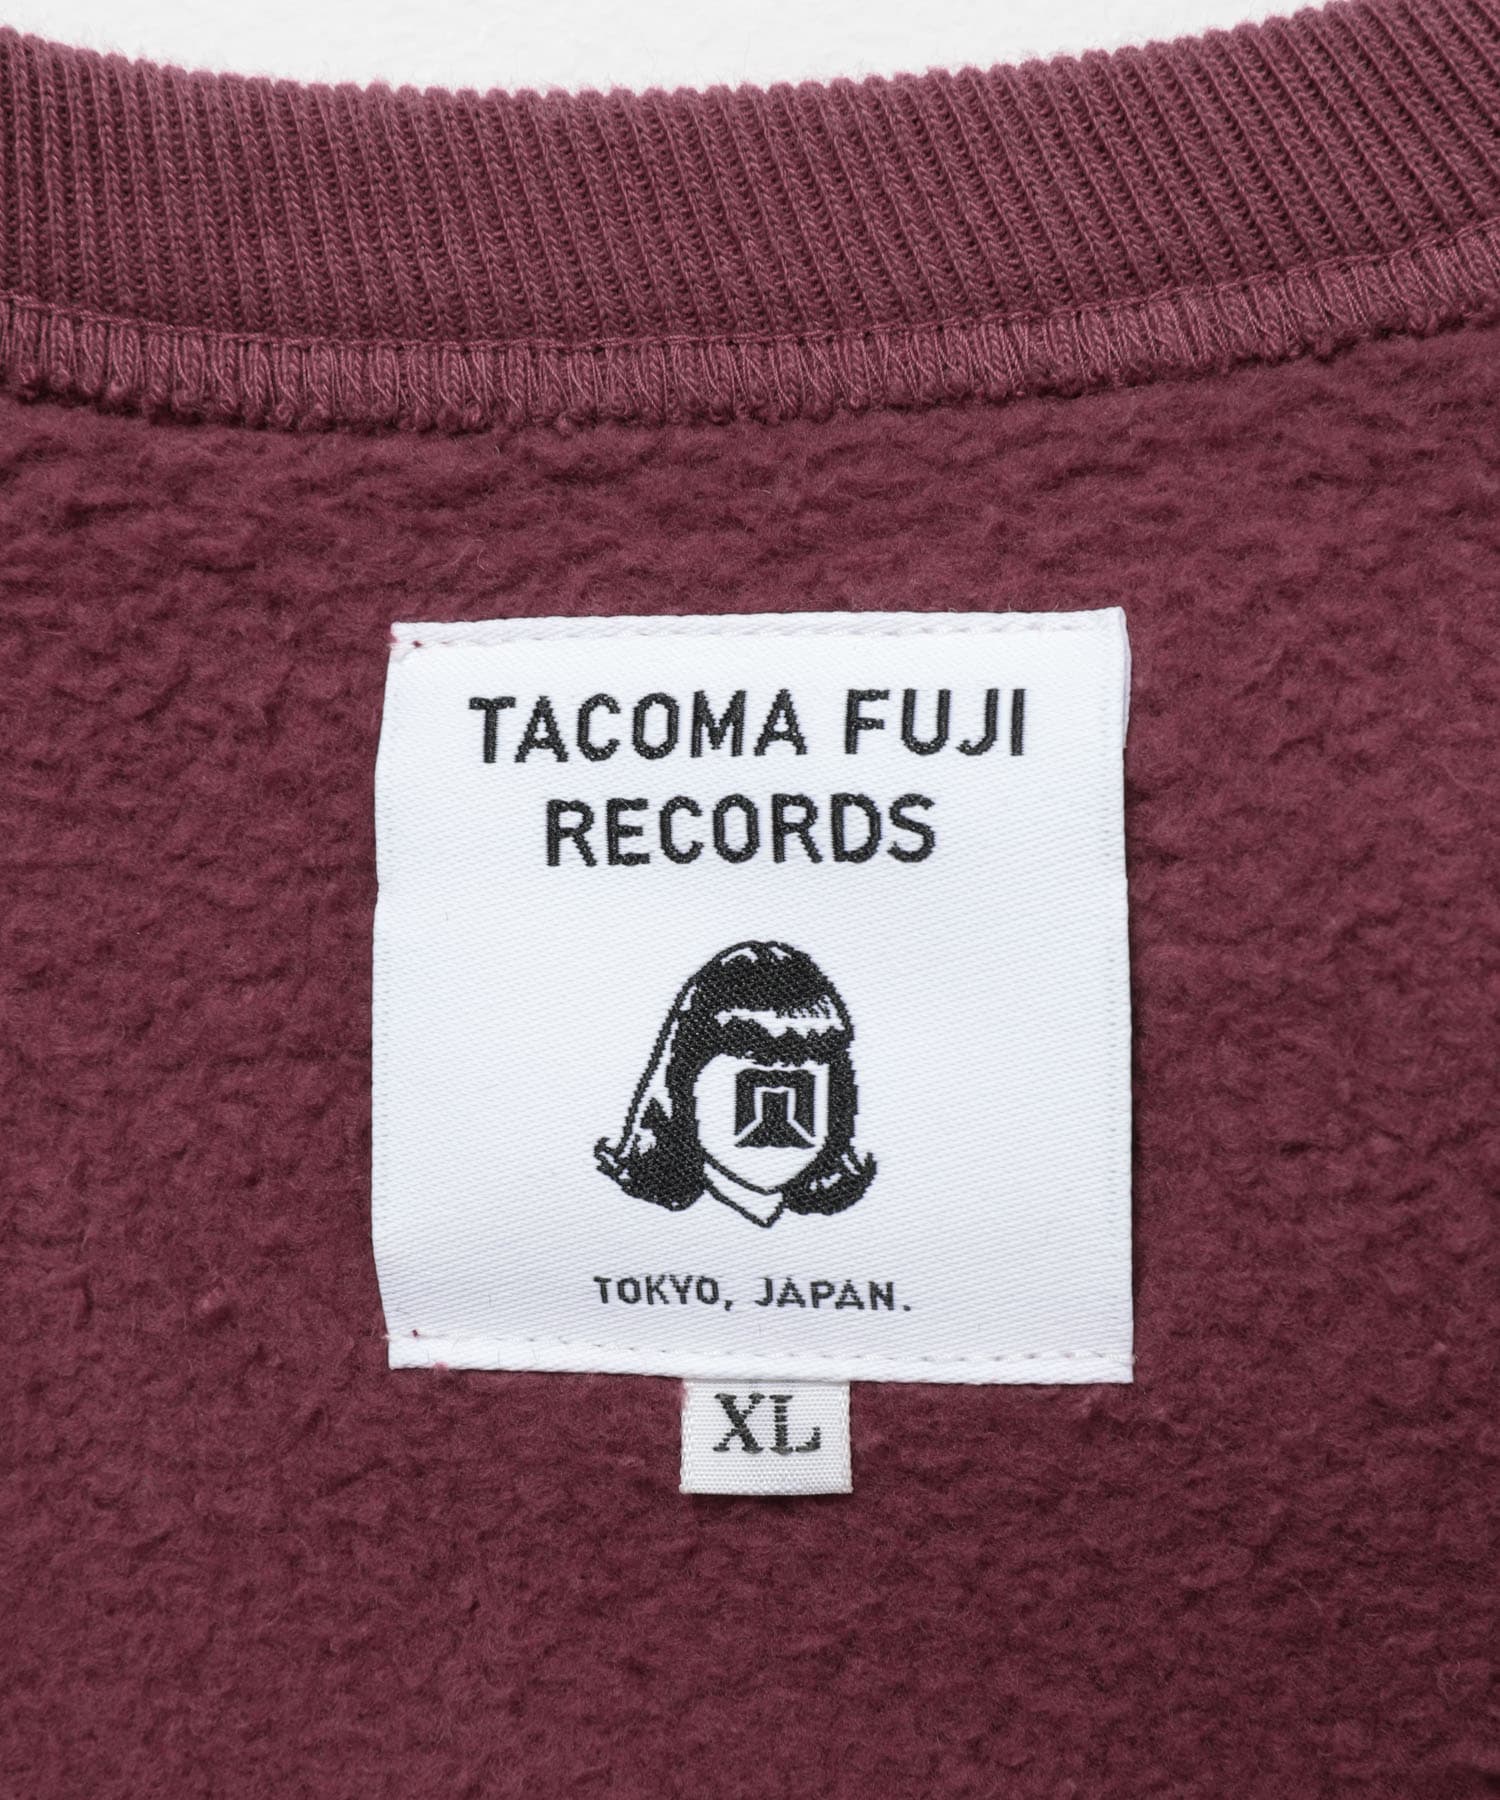 TACOMA FUJI
RECORDS
TOKYO, JAPAN.
XL